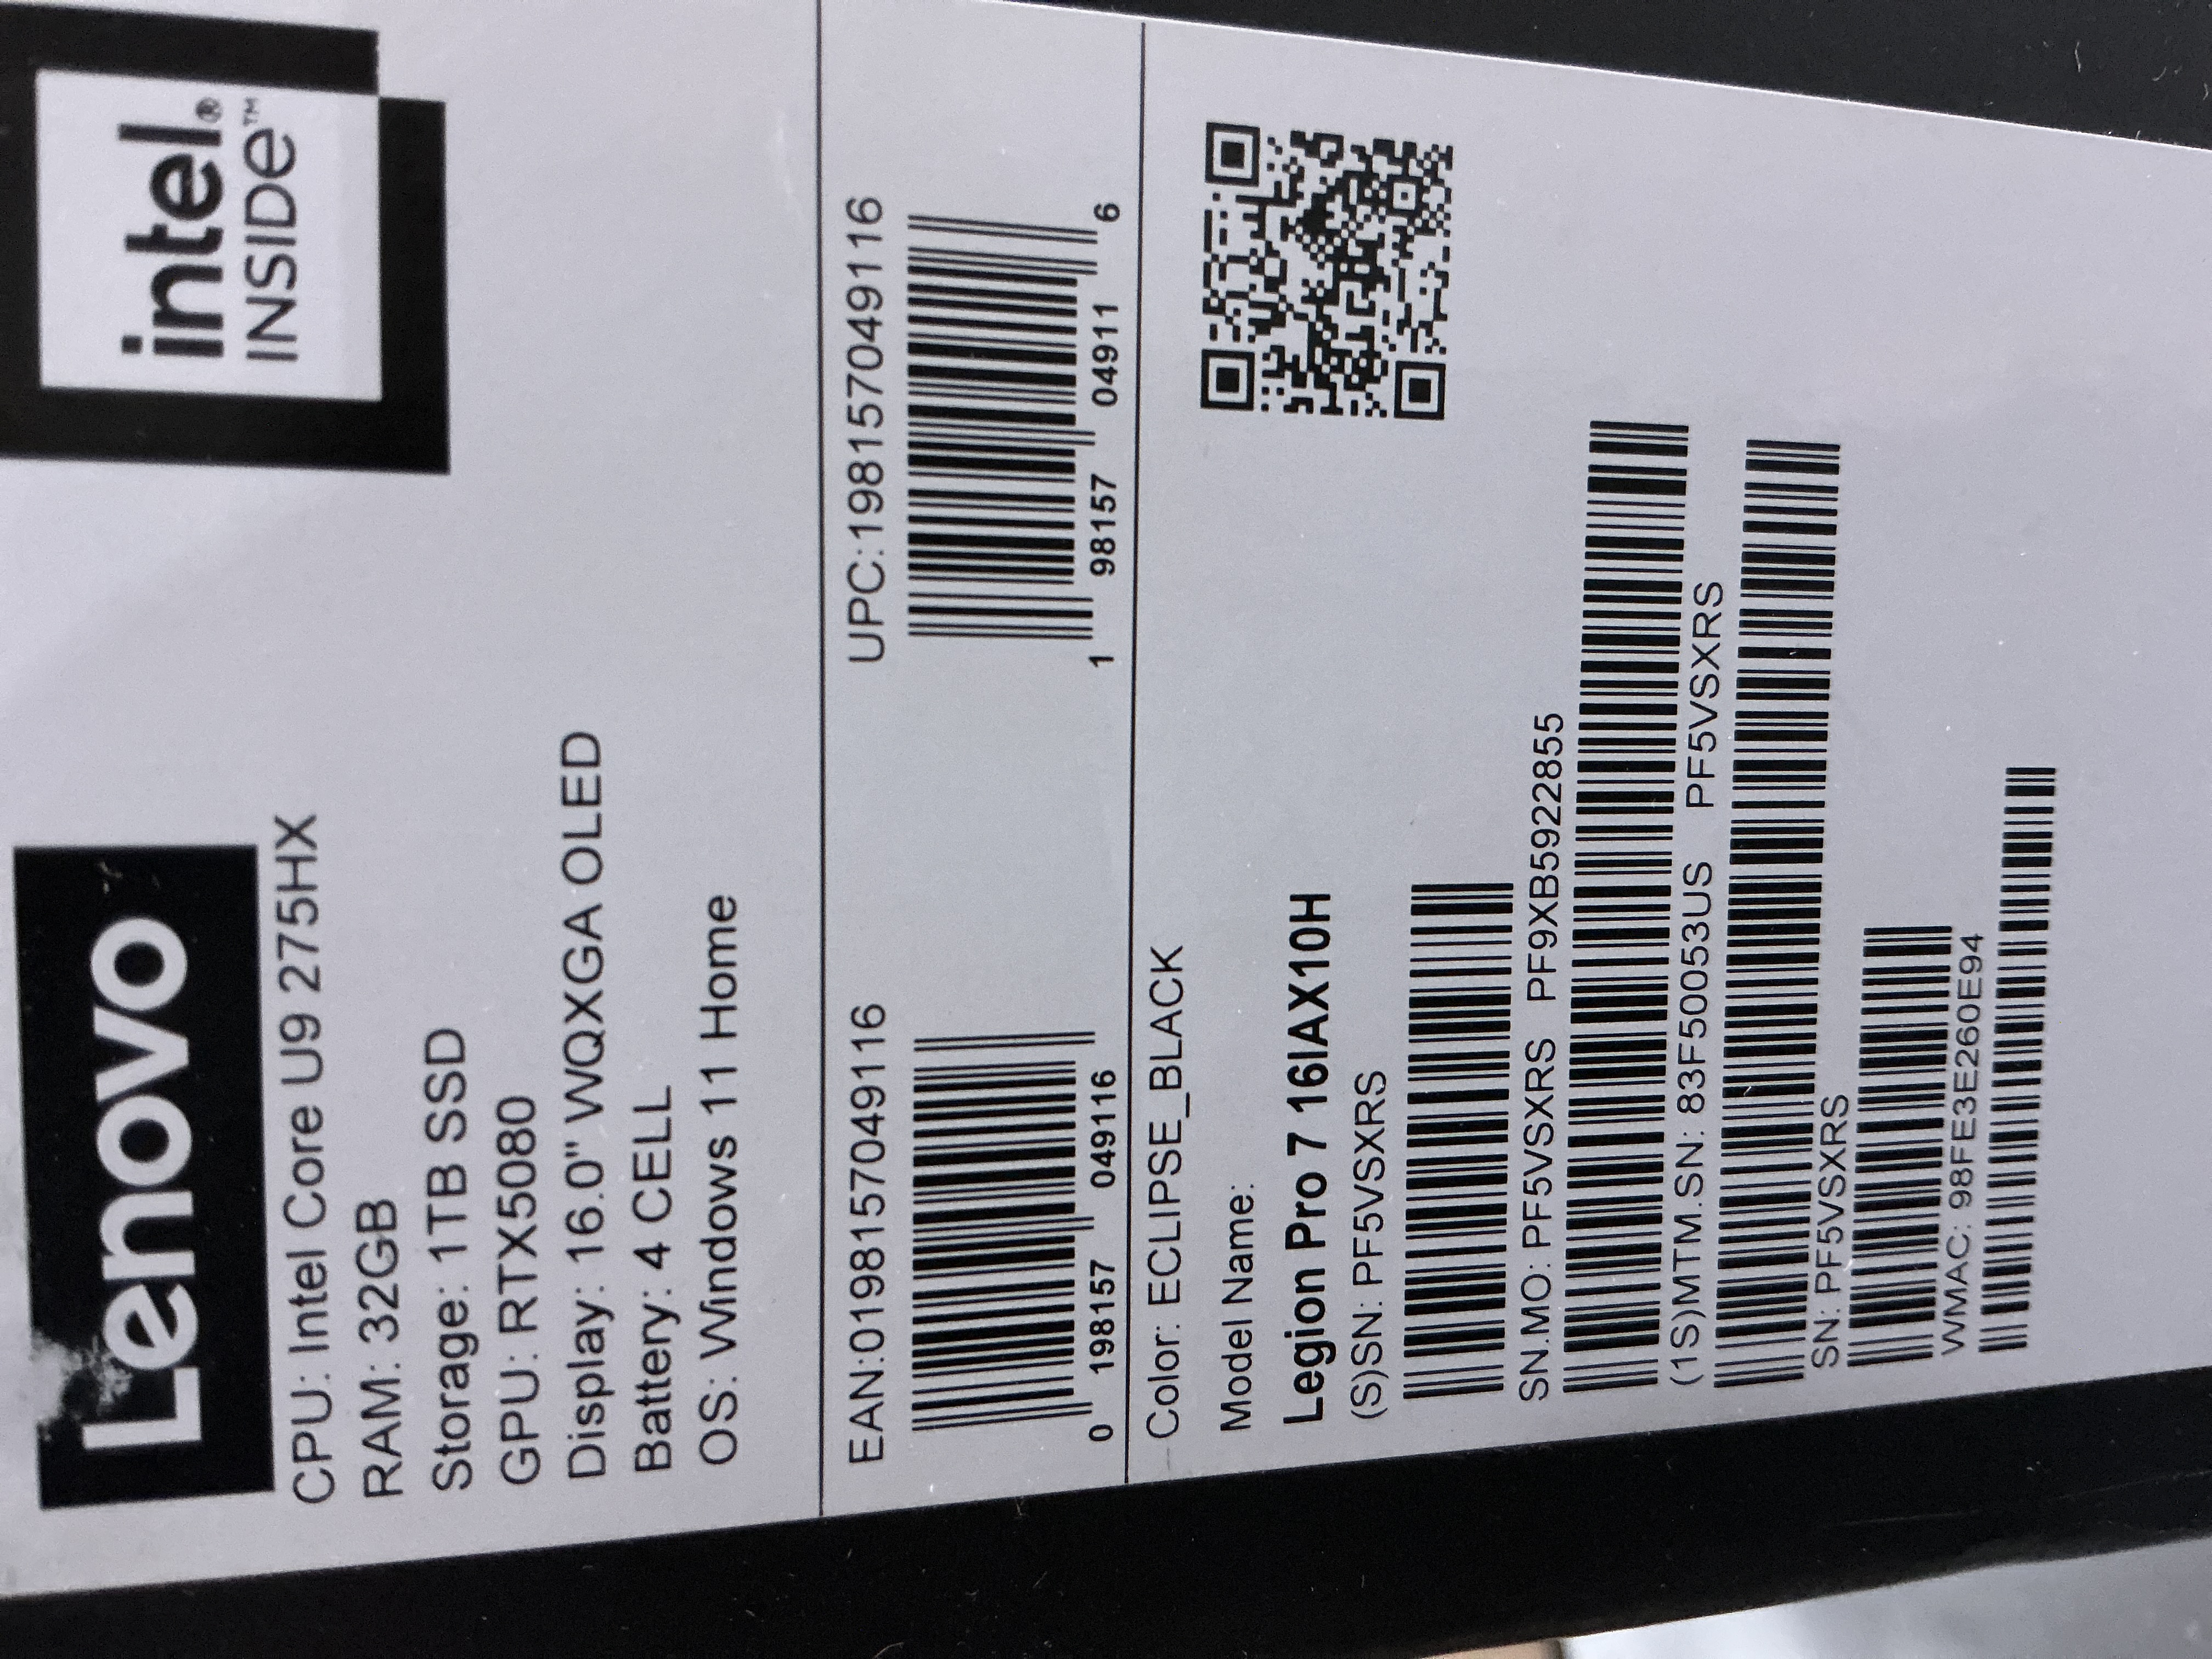 Lenovo
intel®
INSIDE™
CPU: Intel Core U9 275HX
RAM: 32GB
Storage: 1TB SSD
GPU: RTX5080
Display: 16.0" WQXGA OLED
Battery: 4 CELL
OS: Windows 11 Home
EAN:0198157049116
0 198157 049116
UPC:198157049116
1 98157 04911 6
Color: ECLIPSE_BLACK
Model Name:
Legion Pro 7 16IAX10H
(S)SN: PF5VSXRS
SN.MO: PF5VSXRS PF9XB5922855
(1S)MTM.SN: 83F50053US PF5VSXRS
SN: PF5VSXRS
WMAC: 98FE3E260E94